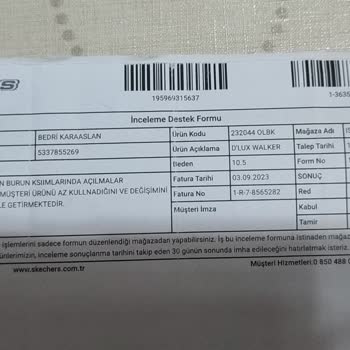 195969315637
1-3635
İnceleme Destek Formu
BEDRİ KARAASLAN
Ürün Kodu
232044 OLBK
Mağaza Adı
5337855269
Ürün Açıklama
D'LUX WALKER
Talep Tarihi
Beden
10.5
Form No
N BURUN KSIIMLARINDA AÇILMALAR
Fatura Tarihi
03.09.2023
SONUÇ
MÜŞTERİ ÜRÜNÜ AZ KULLNADIĞINI VE DEĞİŞİMİNİ
Fatura No
1-R-7-8565282
Red
LE GETİRMEKTEDİR.
Müşteri İmza
Kabul
Tamir
işlemlerini sadece formun düzenlendiği mağazadan yapabilirsiniz. İş bu inceleme formuna istinaden mağaz
ürünlerimizin, inceleme sonuçlanma tarihini takip eden 30 günün sonunda imha edileceğini hatırlatmak isteriz.
www.skechers.com.tr
Müşteri Hizmetleri: 0 850 488 0